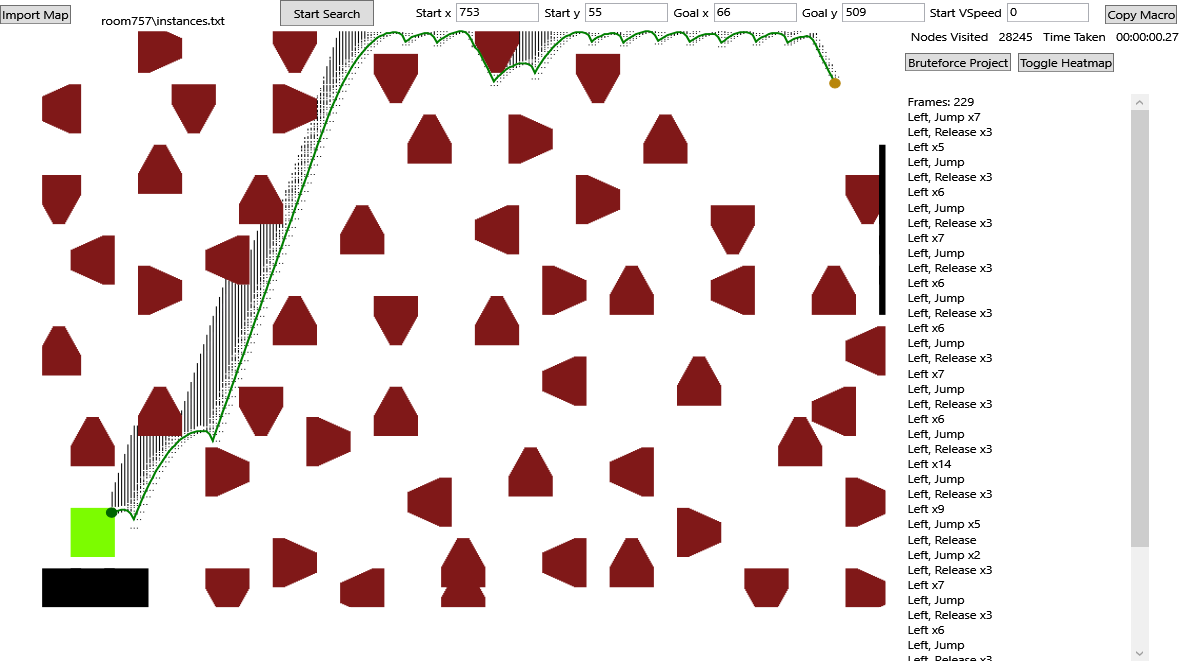 Import Map
room757\instances.txt
Start Search
Start x 753 Start y 55 Goal x 66 Goal y 509 Start VSpeed 0
Copy Macro
Nodes Visited 28245 Time Taken 00:00:00.27
Bruteforce Project Toggle Heatmap
Frames: 229
Left, Jump x7
Left, Release x3
Left x5
Left, Jump
Left, Release x3
Left x6
Left, Jump
Left, Release x3
Left x7
Left, Jump
Left, Release x3
Left x6
Left, Jump
Left, Release x3
Left x6
Left, Jump
Left, Release x3
Left x7
Left, Jump
Left, Release x3
Left x6
Left, Jump
Left, Release x3
Left x14
Left, Jump
Left, Release x3
Left x9
Left, Jump x5
Left, Release
Left, Jump x2
Left, Release x3
Left x7
Left, Jump
Left, Release x3
Left x6
Left, Jump
Left, Release x3